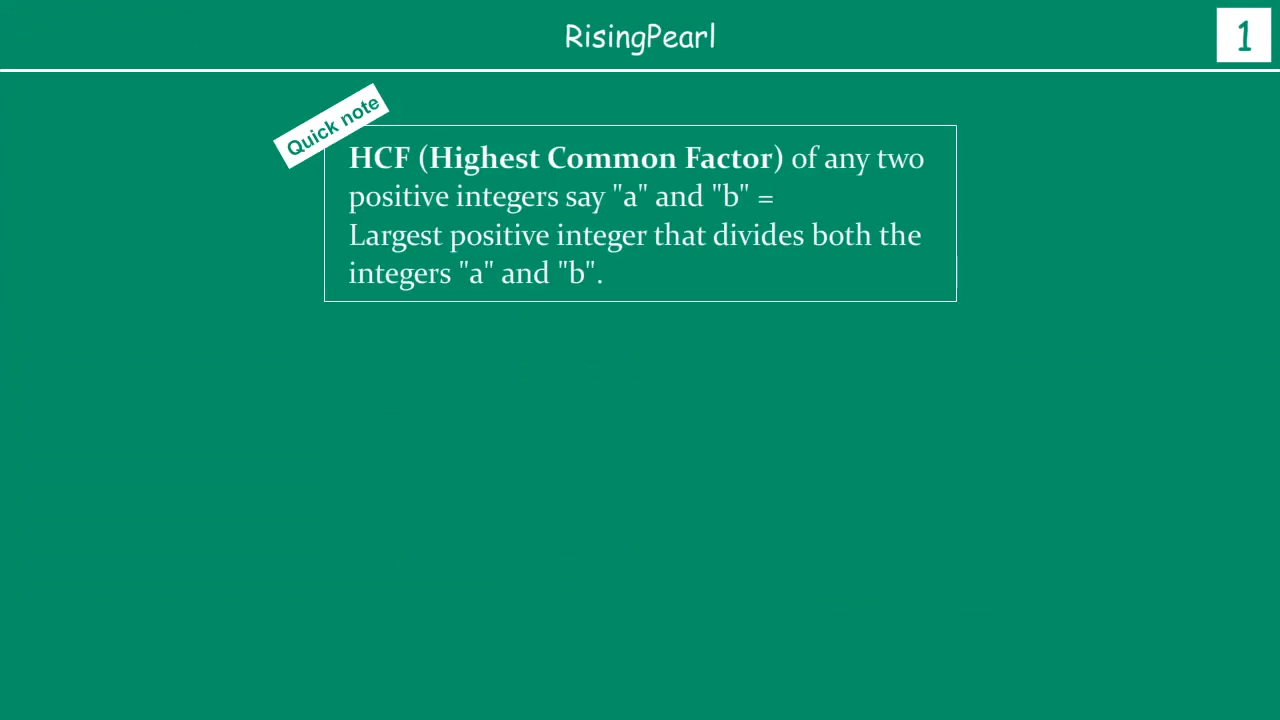 RisingPearl
1
Quick note
HCF (Highest Common Factor) of any two
positive integers say "a" and "b" =
Largest positive integer that divides both the
integers "a" and "b".